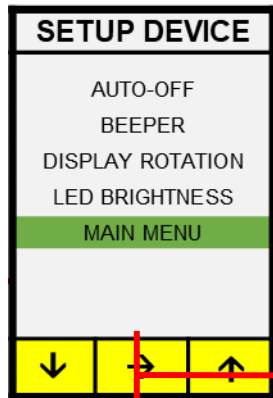 SETUP DEVICE
AUTO-OFF
BEEPER
DISPLAY ROTATION
LED BRIGHTNESS
MAIN MENU
↓ → ↑